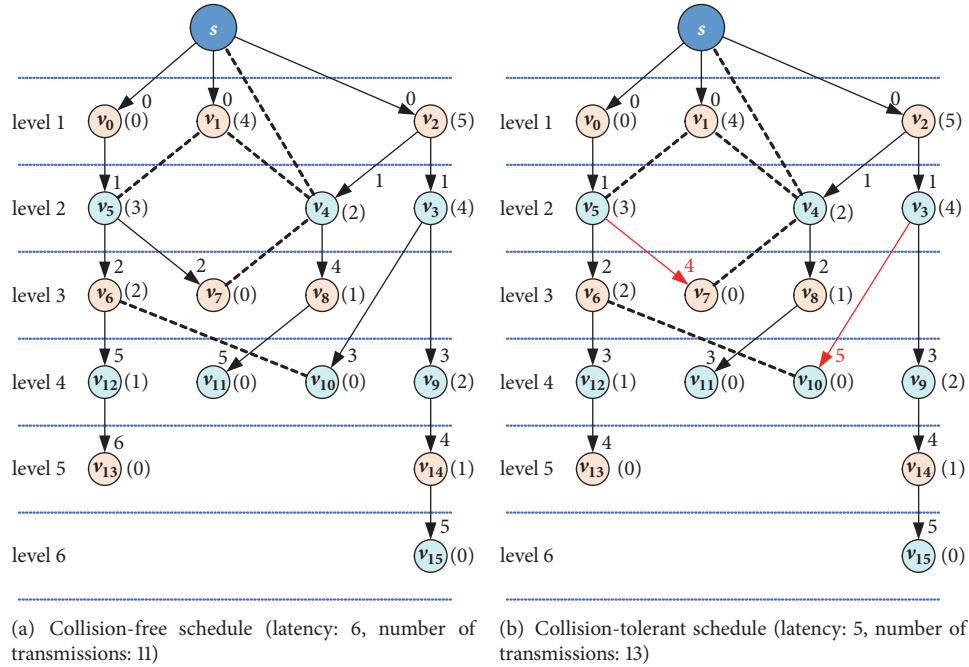 s s
0 0 0 0 0 0
level 1 v0 (0) v1 (4) v2 (5) level 1 v0 (0) v1 (4) v2 (5)
1 1 1 1 1 1
level 2 v5 (3) v4 (2) v3 (4) level 2 v5 (3) v4 (2) v3 (4)
2 2 4 2 4 2
level 3 v6 (2) v7 (0) v8 (1) level 3 v6 (2) v7 (0) v8 (1)
5 5 3 3 3 3 5 3
level 4 v12 (1) v11 (0) v10 (0) v9 (2) level 4 v12 (1) v11 (0) v10 (0) v9 (2)
6 4 4 4
level 5 v13 (0) v14 (1) level 5 v13 (0) v14 (1)
5 5
level 6 v15 (0) level 6 v15 (0)
(a) Collision-free schedule (latency: 6, number of
transmissions: 11)
(b) Collision-tolerant schedule (latency: 5, number of
transmissions: 13)